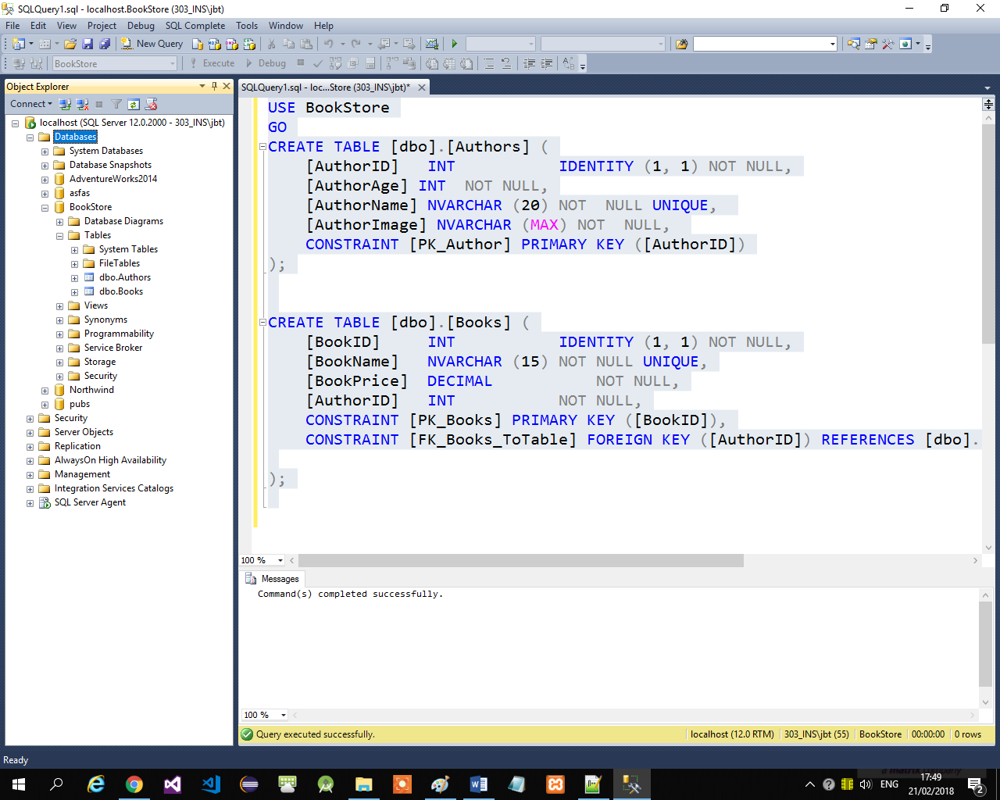 SQLQuery1.sql - localhost.BookStore (303_INS\jbt)
File Edit View Project Debug SQL Complete Tools Window Help
New Query
BookStore Execute Debug
Object Explorer
Connect
localhost (SQL Server 12.0.2000 - 303_INS\jbt)
Databases
System Databases
Database Snapshots
AdventureWorks2014
asfas
BookStore
Database Diagrams
Tables
System Tables
FileTables
dbo.Authors
dbo.Books
Views
Synonyms
Programmability
Service Broker
Storage
Security
Northwind
pubs
Security
Server Objects
Replication
AlwaysOn High Availability
Management
Integration Services Catalogs
SQL Server Agent
SQLQuery1.sql - loc...Store (303_INS\jbt)*
USE BookStore
GO
CREATE TABLE [dbo].[Authors] (
[AuthorID] INT IDENTITY (1, 1) NOT NULL,
[AuthorAge] INT NOT NULL,
[AuthorName] NVARCHAR (20) NOT NULL UNIQUE,
[AuthorImage] NVARCHAR (MAX) NOT NULL,
CONSTRAINT [PK_Author] PRIMARY KEY ([AuthorID])
);
CREATE TABLE [dbo].[Books] (
[BookID] INT IDENTITY (1, 1) NOT NULL,
[BookName] NVARCHAR (15) NOT NULL UNIQUE,
[BookPrice] DECIMAL NOT NULL,
[AuthorID] INT NOT NULL,
CONSTRAINT [PK_Books] PRIMARY KEY ([BookID]),
CONSTRAINT [FK_Books_ToTable] FOREIGN KEY ([AuthorID]) REFERENCES [dbo].
);
100 %
Messages
Command(s) completed successfully.
100 %
Query executed successfully. localhost (12.0 RTM) 303_INS\jbt (55) BookStore 00:00:00 0 rows
Ready
a matrix company
ENG 17:49
21/02/2018
2